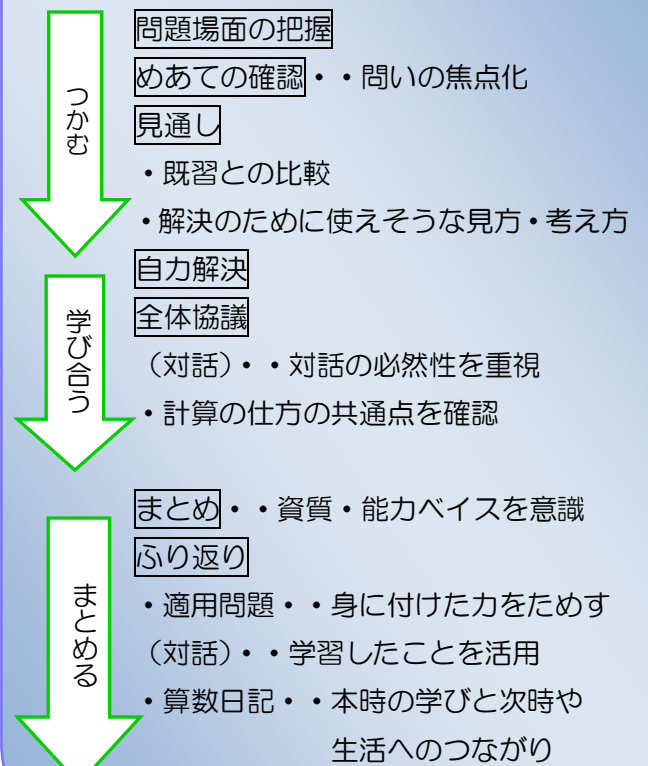 つかむ
問題場面の把握
めあての確認・・問いの焦点化
見通し
・既習との比較
・解決のために使えそうな見方・考え方
学び合う
自力解決
全体協議
（対話）・・対話の必然性を重視
・計算の仕方の共通点を確認
まとめる
まとめ・・資質・能力ベイスを意識
ふり返り
・適用問題・・身に付けた力をためす
（対話）・・学習したことを活用
・算数日記・・本時の学びと次時や
生活へのつながり